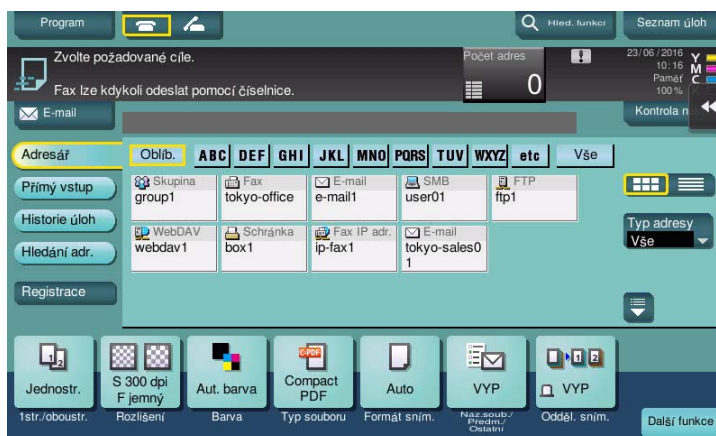 Program
Hled. funkcí
Seznam úloh
Zvolte požadované cíle.
Fax lze kdykoli odeslat pomocí číselnice.
Počet adres
0
23/06/2016
10:16
Paměť
100%
Y
M
C
K
E-mail
Kontrola n
Adresář
Oblíb.
ABC
DEF
GHI
JKL
MNO
PQRS
TUV
WXYZ
etc
Vše
Přímý vstup
Historie úloh
Hledání adr.
Registrace
Skupina
group1
Fax
tokyo-office
E-mail
e-mail1
SMB
user01
FTP
ftp1
WebDAV
webdav1
Schránka
box1
Fax IP adr.
ip-fax1
E-mail
tokyo-sales0
1
Typ adresy
Vše
Jednostr.
S 300 dpi
F jemný
Aut. barva
C-PDF
Compact
PDF
Auto
VYP
VYP
1str./oboustr.
Rozlišení
Barva
Typ souboru
Formát sním.
Náz.soub./
Předm./
Ostatní
Odděl. sním.
Další funkce